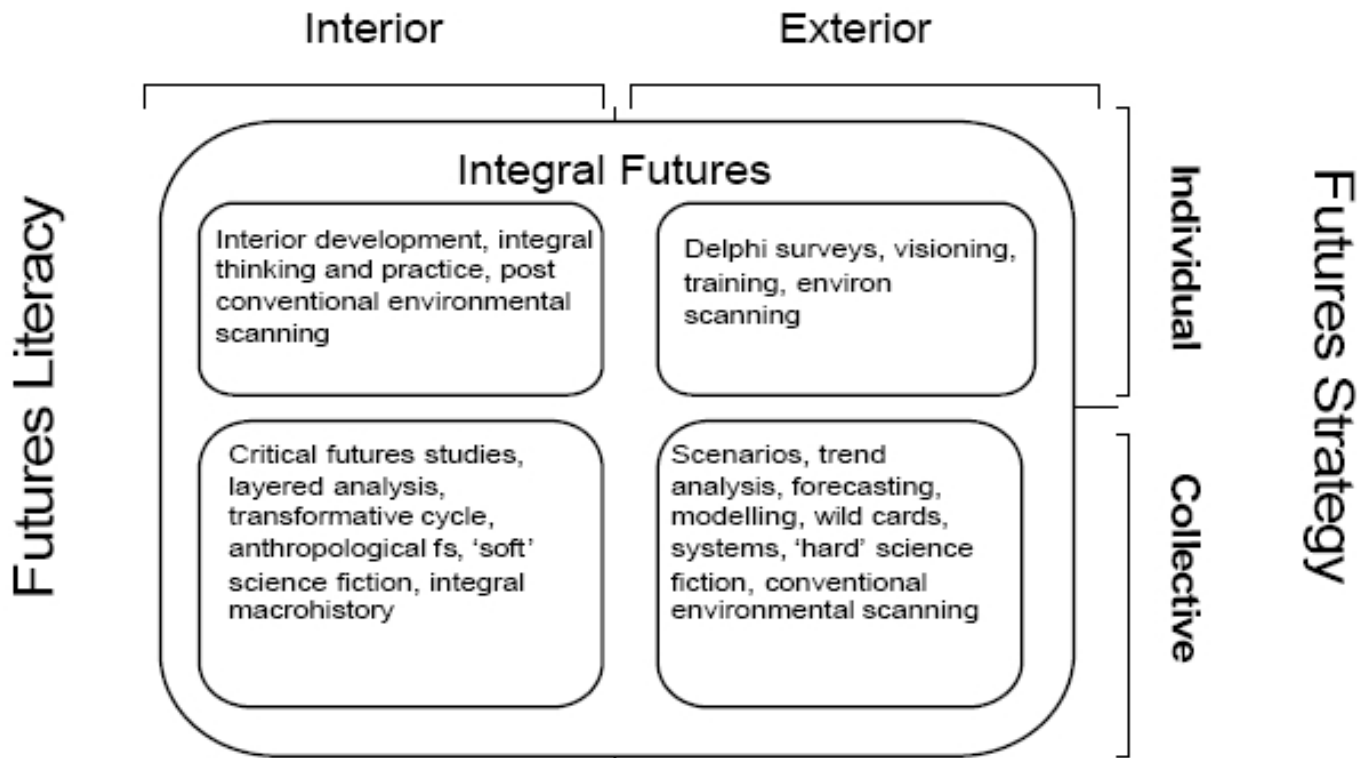 Interior
Exterior
Integral Futures
Interior development, integral
thinking and practice, post
conventional environmental
scanning
Delphi surveys, visioning,
training, environ
scanning
Critical futures studies,
layered analysis,
transformative cycle,
anthropological fs, ‘soft’
science fiction, integral
macrohistory
Scenarios, trend
analysis, forecasting,
modelling, wild cards,
systems, ‘hard’ science
fiction, conventional
environmental scanning
Futures Literacy
Individual
Collective
Futures Strategy